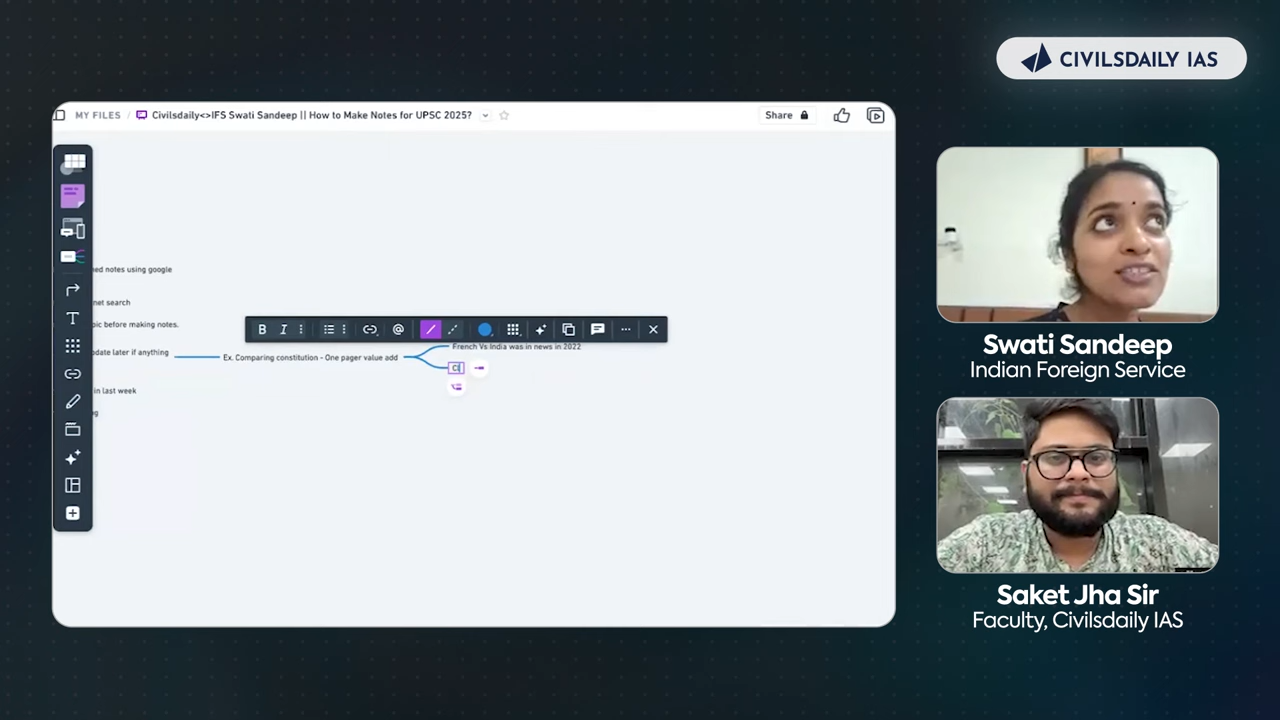 CIVILSDAILY IAS
MY FILES / Civilsdaily<>IFS Swati Sandeep || How to Make Notes for UPSC 2025?
Share
ed notes using google
net search
pic before making notes.
pdate later if anything
Ex. Comparing constitution - One pager value add
French Vs India was in news in 2022
in last week
B I T @
Swati Sandeep
Indian Foreign Service
Saket Jha Sir
Faculty, Civilsdaily IAS